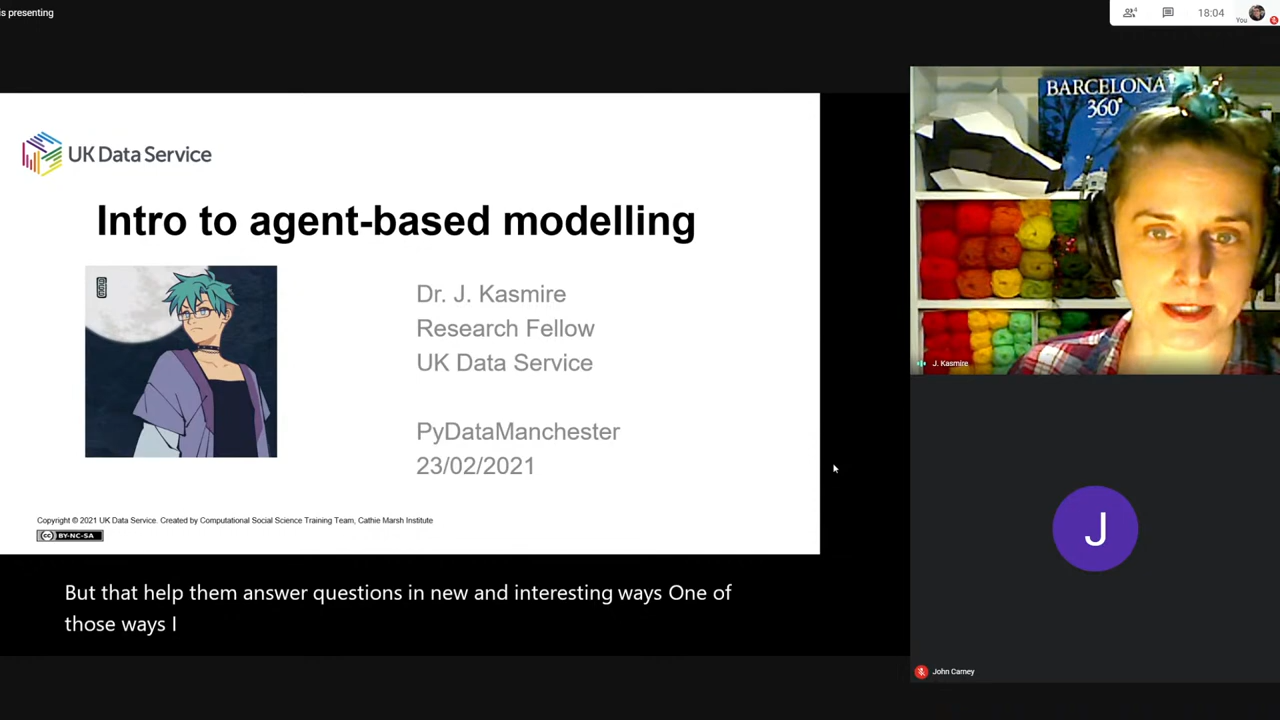 is presenting
4
18:04
You
UK Data Service
Intro to agent-based modelling
Dr. J. Kasmire
Research Fellow
UK Data Service
PyDataManchester
23/02/2021
Copyright © 2021 UK Data Service. Created by Computational Social Science Training Team, Cathie Marsh Institute
CC BY-NC-SA
But that help them answer questions in new and interesting ways One of
those ways I
BARCELONA
360°
J. Kasmire
J
John Carney